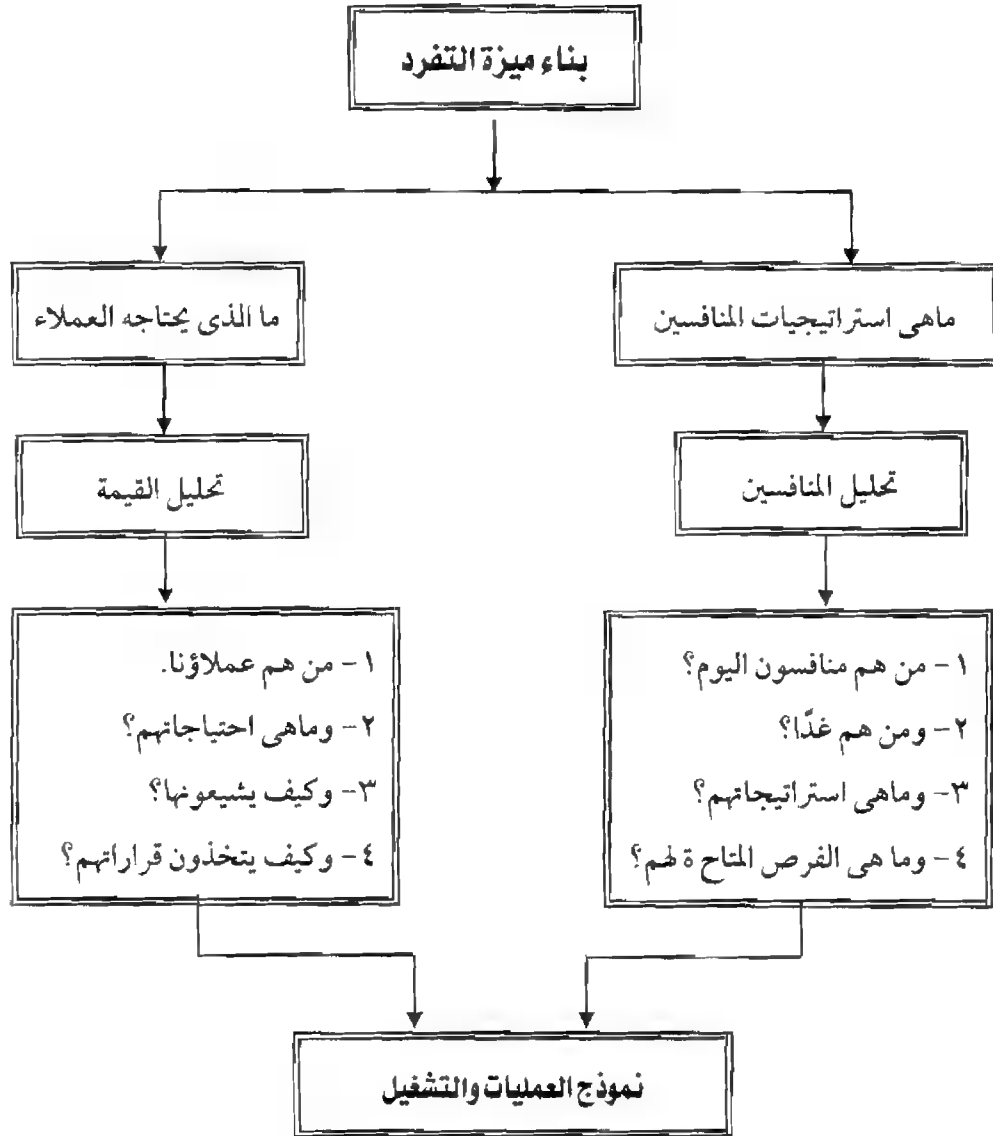 بناء ميزة التفرد
ماهى استراتيجيات المنافسين
ما الذى يحتاجه العملاء
تحليل المنافسين
تحليل القيمة
١- من هم منافسون اليوم؟
٢- ومن هم غدًا؟
٣- وماهى استراتيجاتهم؟
٤- وما هى الفرص المتاح ة لهم؟
١- من هم عملاؤنا.
٢- وماهى احتياجاتهم؟
٣- وكيف يشيعونها؟
٤- وكيف يتخذون قراراتهم؟
نموذج العمليات والتشغيل